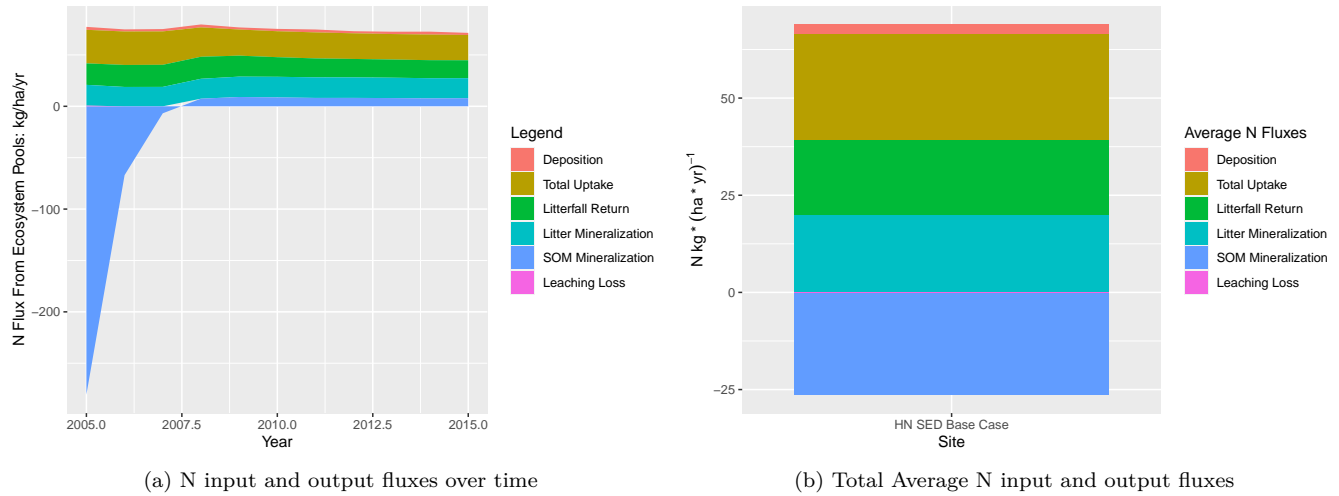 N Flux From Ecosystem Pools: kg/ha/yr
0
−100
−200
2005.0 2007.5 2010.0 2012.5 2015.0
Year
Legend
Deposition
Total Uptake
Litterfall Return
Litter Mineralization
SOM Mineralization
Leaching Loss
(a) N input and output fluxes over time
N kg * (ha * yr)⁻¹
50
25
0
−25
HN SED Base Case
Site
Average N Fluxes
Deposition
Total Uptake
Litterfall Return
Litter Mineralization
SOM Mineralization
Leaching Loss
(b) Total Average N input and output fluxes